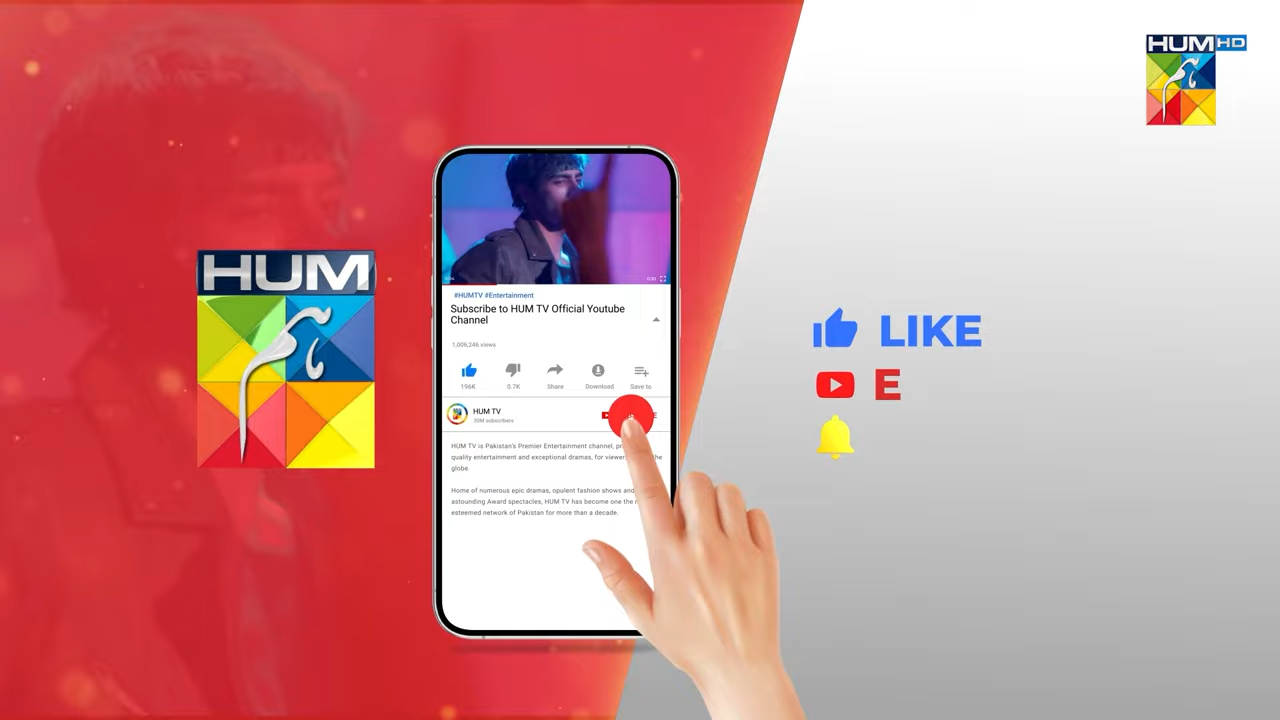 HUM HD
ہم
HUM
ہم
#HUMTV #Entertainment
Subscribe to HUM TV Official Youtube
Channel
1,006,246 views
196K
0.7K
Share
Download
Save to
HUM TV
30M subscribers
HUM TV is Pakistan's Premier Entertainment channel,
quality entertainment and exceptional dramas, for
globe
Home of numerous epic dramas, opulent fashion shows and
astounding Award spectacles, HUM TV has become one the
esteemed network of Pakistan for more than a decade.
LIKE
E